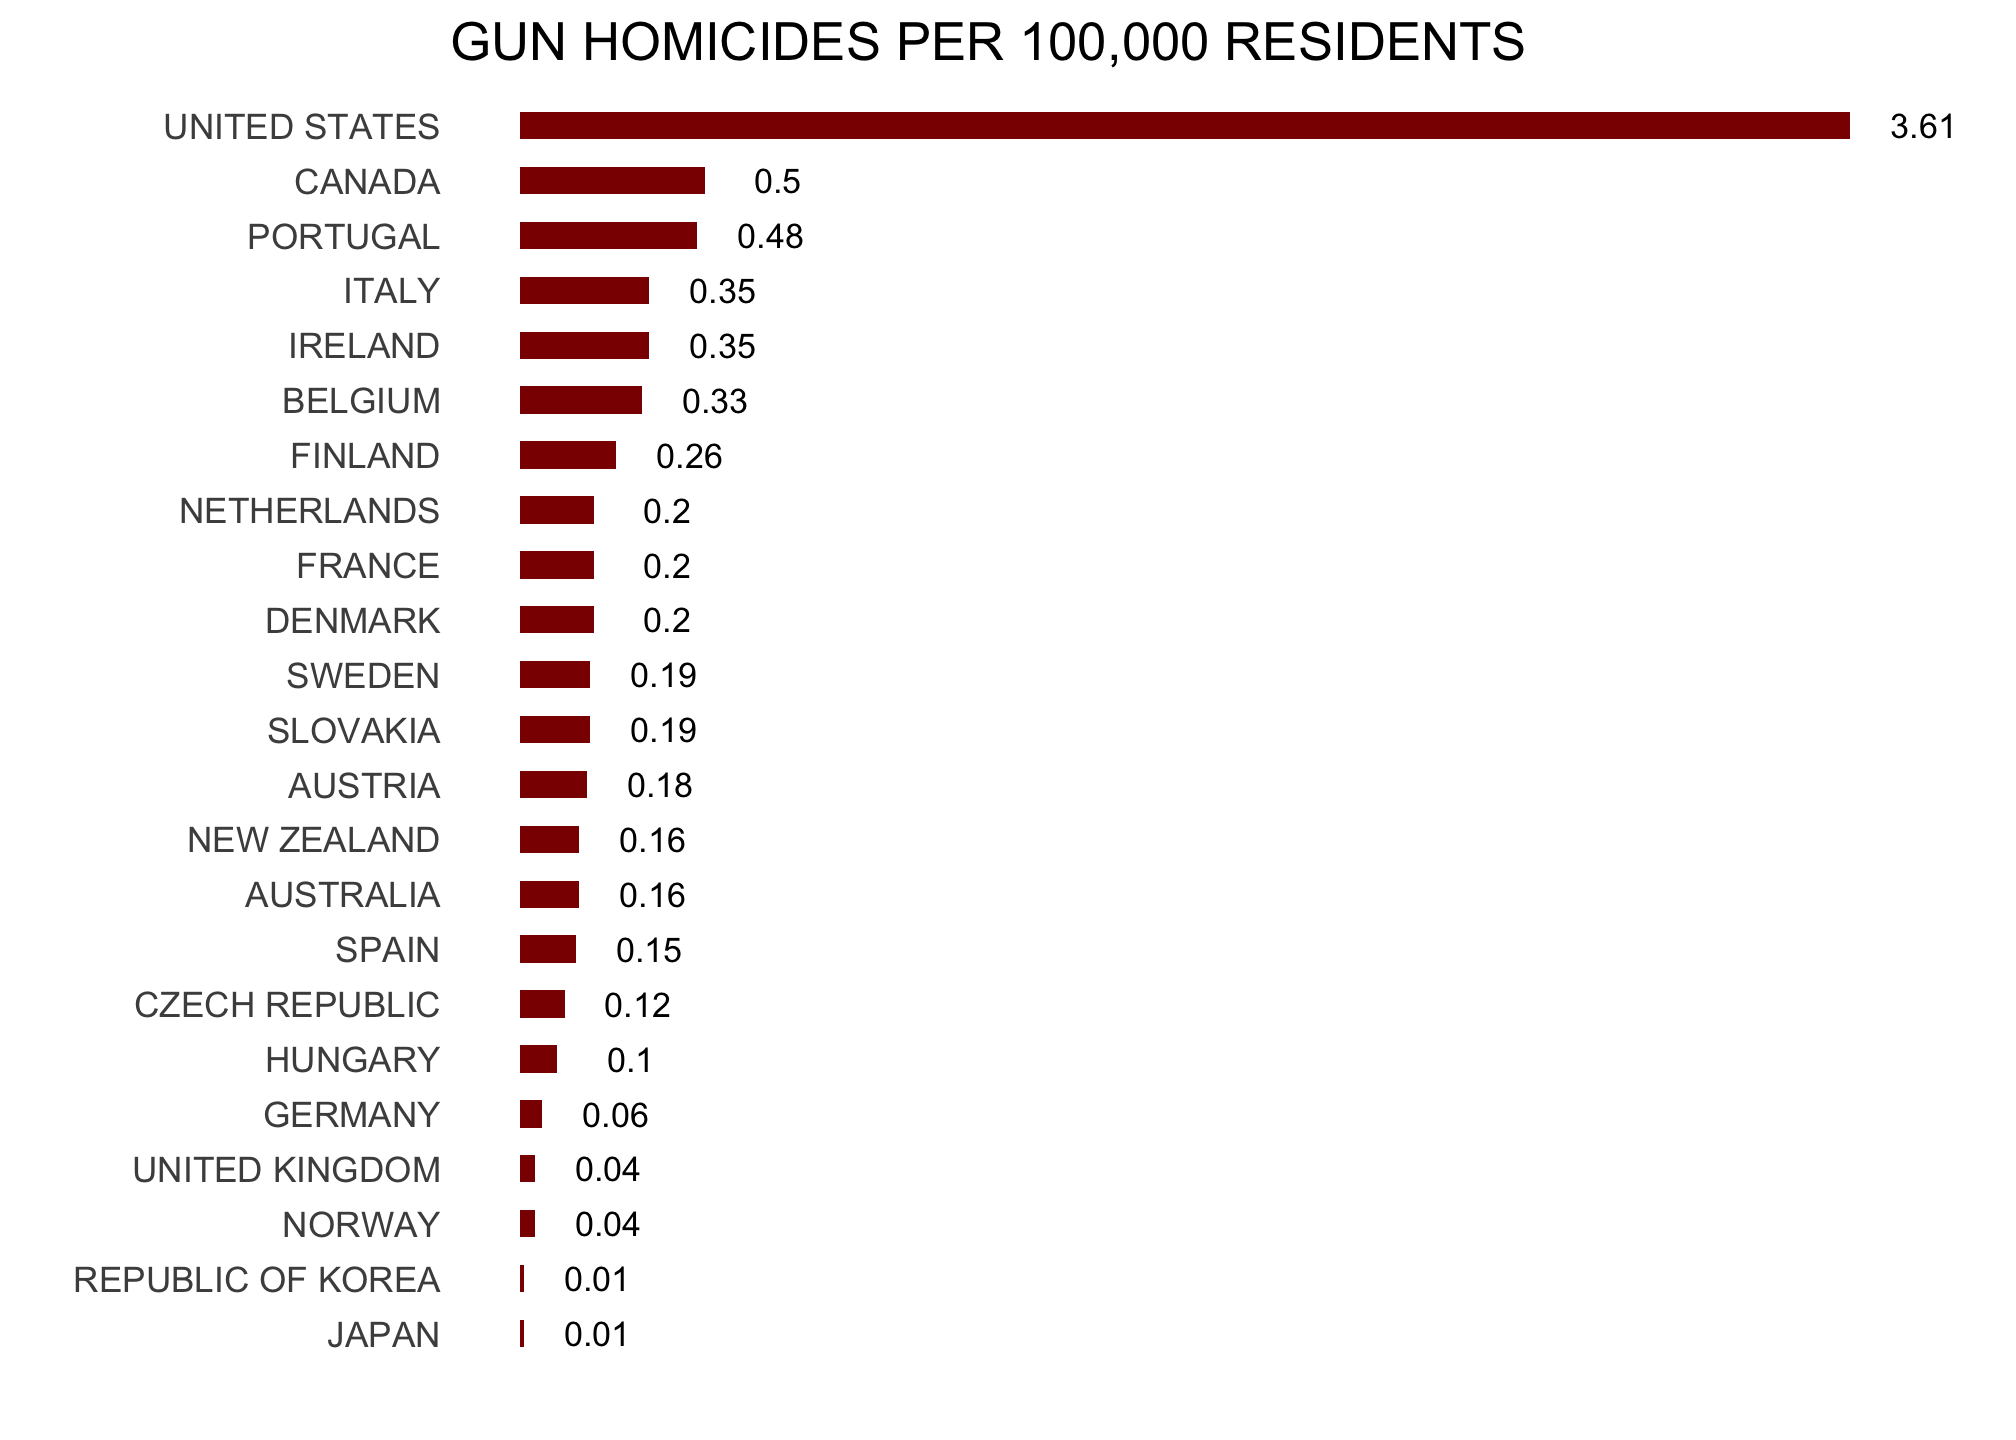 GUN HOMICIDES PER 100,000 RESIDENTS
UNITED STATES 3.61
CANADA 0.5
PORTUGAL 0.48
ITALY 0.35
IRELAND 0.35
BELGIUM 0.33
FINLAND 0.26
NETHERLANDS 0.2
FRANCE 0.2
DENMARK 0.2
SWEDEN 0.19
SLOVAKIA 0.19
AUSTRIA 0.18
NEW ZEALAND 0.16
AUSTRALIA 0.16
SPAIN 0.15
CZECH REPUBLIC 0.12
HUNGARY 0.1
GERMANY 0.06
UNITED KINGDOM 0.04
NORWAY 0.04
REPUBLIC OF KOREA 0.01
JAPAN 0.01